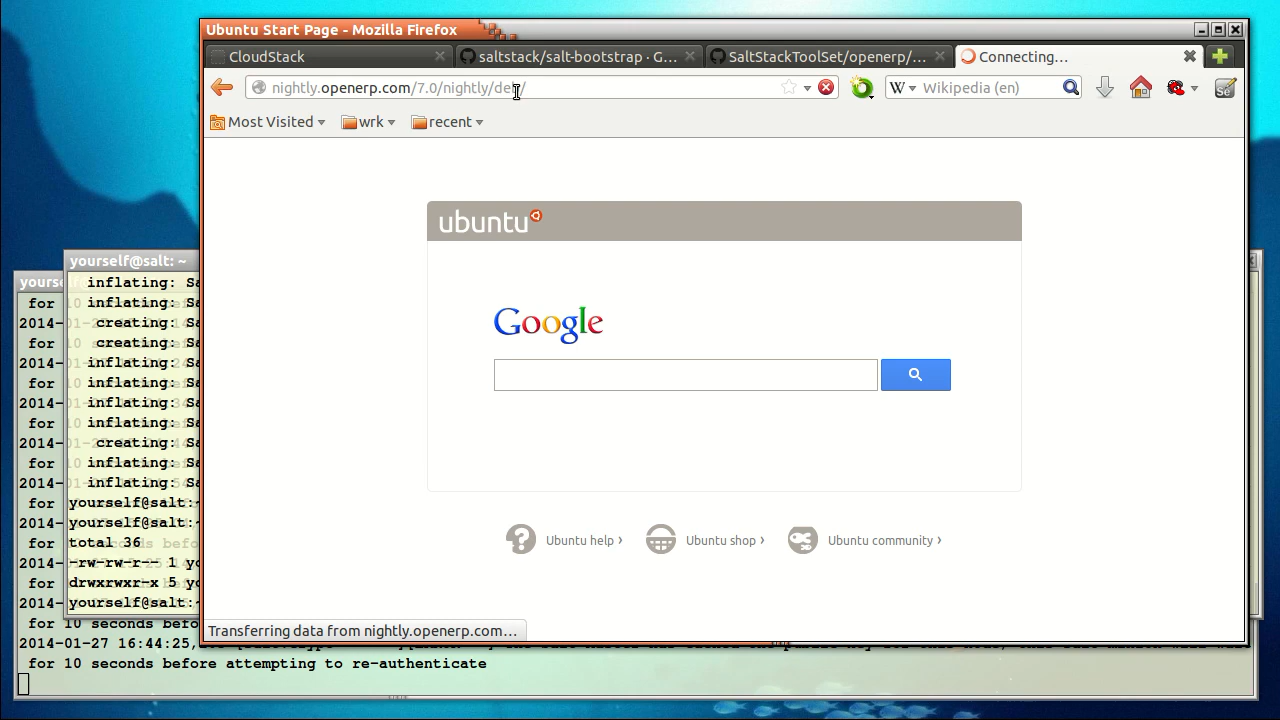 Ubuntu Start Page - Mozilla Firefox
CloudStack
saltstack/salt-bootstrap · G...
SaltStackToolSet/openerp/...
Connecting...
nightly.openerp.com/7.0/nightly/deb/
W
Wikipedia (en)
Se
Most Visited
wrk
recent
ubuntu
Google
Ubuntu help ›
Ubuntu shop ›
Ubuntu community ›
Transferring data from nightly.openerp.com...
yourself@salt: ~
inflating: Sa
inflating: Sa
creating: Sa
creating: Sa
inflating: Sa
inflating: Sa
inflating: Sa
inflating: Sa
creating: Sa
inflating: Sa
inflating: Sa
yourself@salt:~
yourself@salt:~
total 36
-rw-rw-r-- 1 yo
drwxrwxr-x 5 yo
yourself@salt:~
yourse
for
2014-
for
2014-
for
2014-
for
2014-
for
2014-
for
2014-
for
2014-
for
2014-
for 10 seconds befo
2014-01-27 16:44:25,
for 10 seconds before attempting to re-authenticate